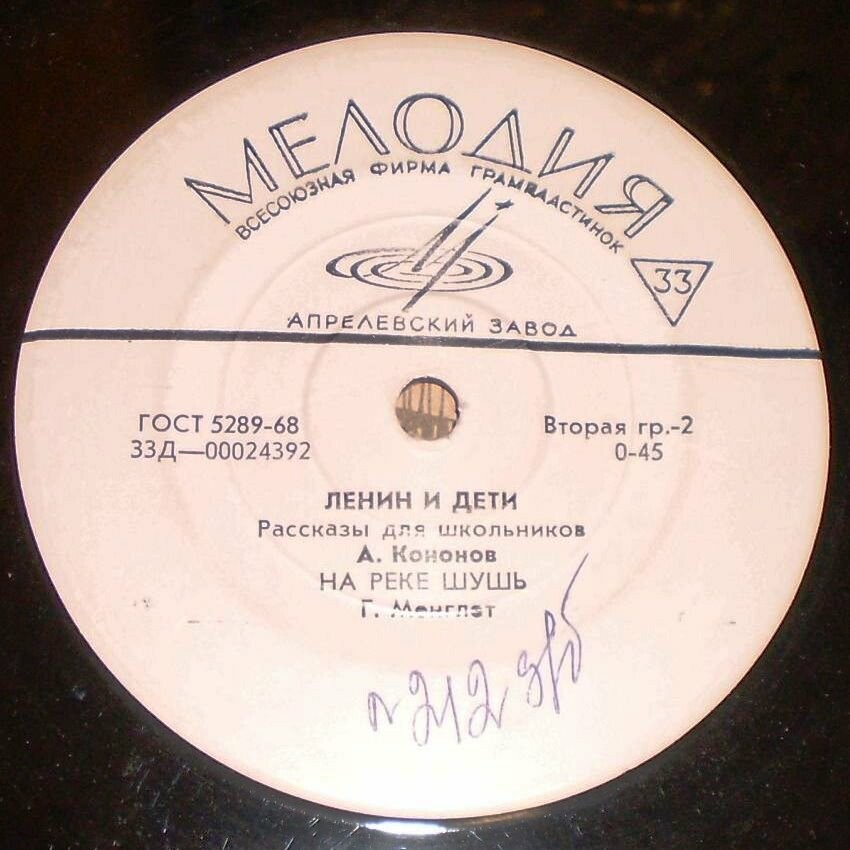 МЕЛОДИЯ
ВСЕСОЮЗНАЯ ФИРМА ГРАМПЛАСТИНОК
33
АПРЕЛЕВСКИЙ ЗАВОД
ГОСТ 5289-68 Вторая гр.-2
33Д—00024392 0-45
ЛЕНИН И ДЕТИ
Рассказы для школьников
А. Кононов
НА РЕКЕ ШУШЬ
Г. Менглет
212